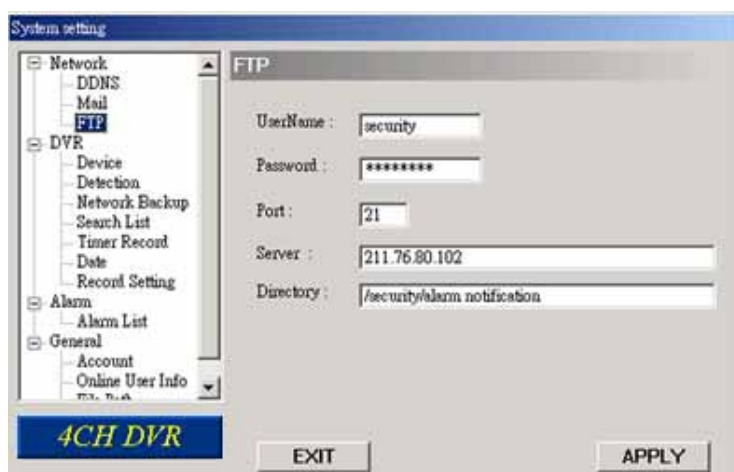 System setting
Network
DDNS
Mail
FTP
DVR
Device
Detection
Network Backup
Search List
Timer Record
Date
Record Setting
Alarm
Alarm List
General
Account
Online User Info
4CH DVR
FTP
UserName : security
Password : ********
Port : 21
Server : 211.76.80.102
Directory : /security/alarm notification
EXIT
APPLY